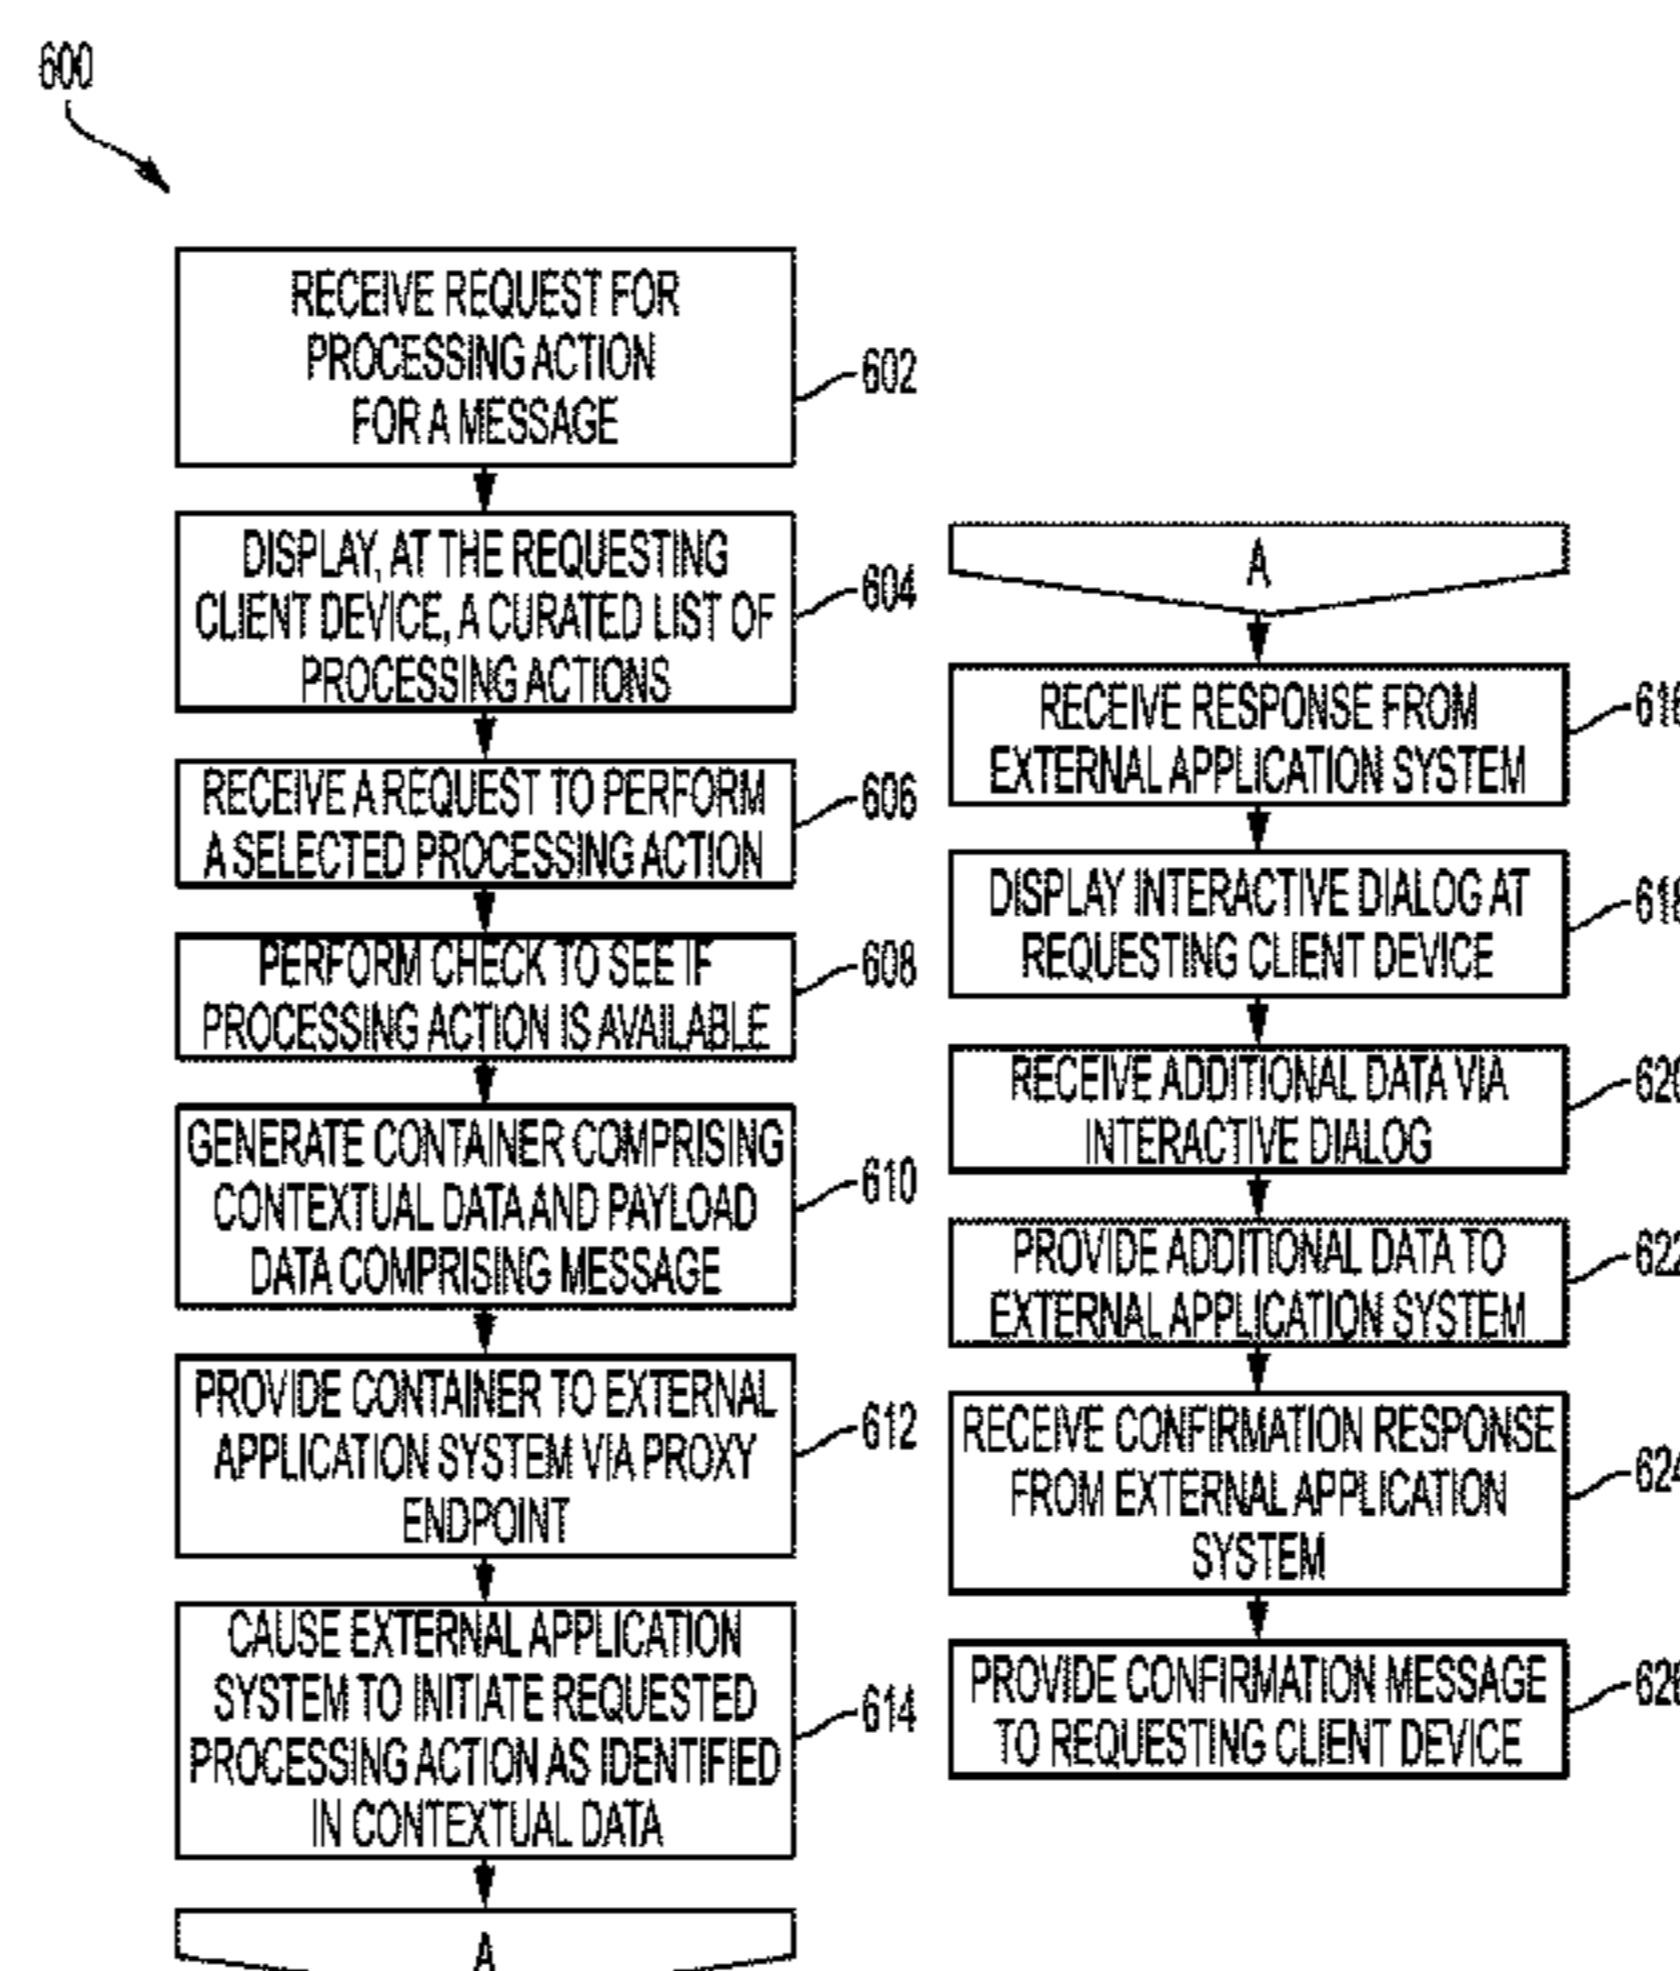 600
RECEIVE REQUEST FOR
PROCESSING ACTION
FOR A MESSAGE
602
DISPLAY, AT THE REQUESTING
CLIENT DEVICE, A CURATED LIST OF
PROCESSING ACTIONS
604
RECEIVE A REQUEST TO PERFORM
A SELECTED PROCESSING ACTION
606
PERFORM CHECK TO SEE IF
PROCESSING ACTION IS AVAILABLE
608
GENERATE CONTAINER COMPRISING
CONTEXTUAL DATA AND PAYLOAD
DATA COMPRISING MESSAGE
610
PROVIDE CONTAINER TO EXTERNAL
APPLICATION SYSTEM VIA PROXY
ENDPOINT
612
CAUSE EXTERNAL APPLICATION
SYSTEM TO INITIATE REQUESTED
PROCESSING ACTION AS IDENTIFIED
IN CONTEXTUAL DATA
614
A
A
RECEIVE RESPONSE FROM
EXTERNAL APPLICATION SYSTEM
616
DISPLAY INTERACTIVE DIALOG AT
REQUESTING CLIENT DEVICE
618
RECEIVE ADDITIONAL DATA VIA
INTERACTIVE DIALOG
620
PROVIDE ADDITIONAL DATA TO
EXTERNAL APPLICATION SYSTEM
622
RECEIVE CONFIRMATION RESPONSE
FROM EXTERNAL APPLICATION
SYSTEM
624
PROVIDE CONFIRMATION MESSAGE
TO REQUESTING CLIENT DEVICE
626